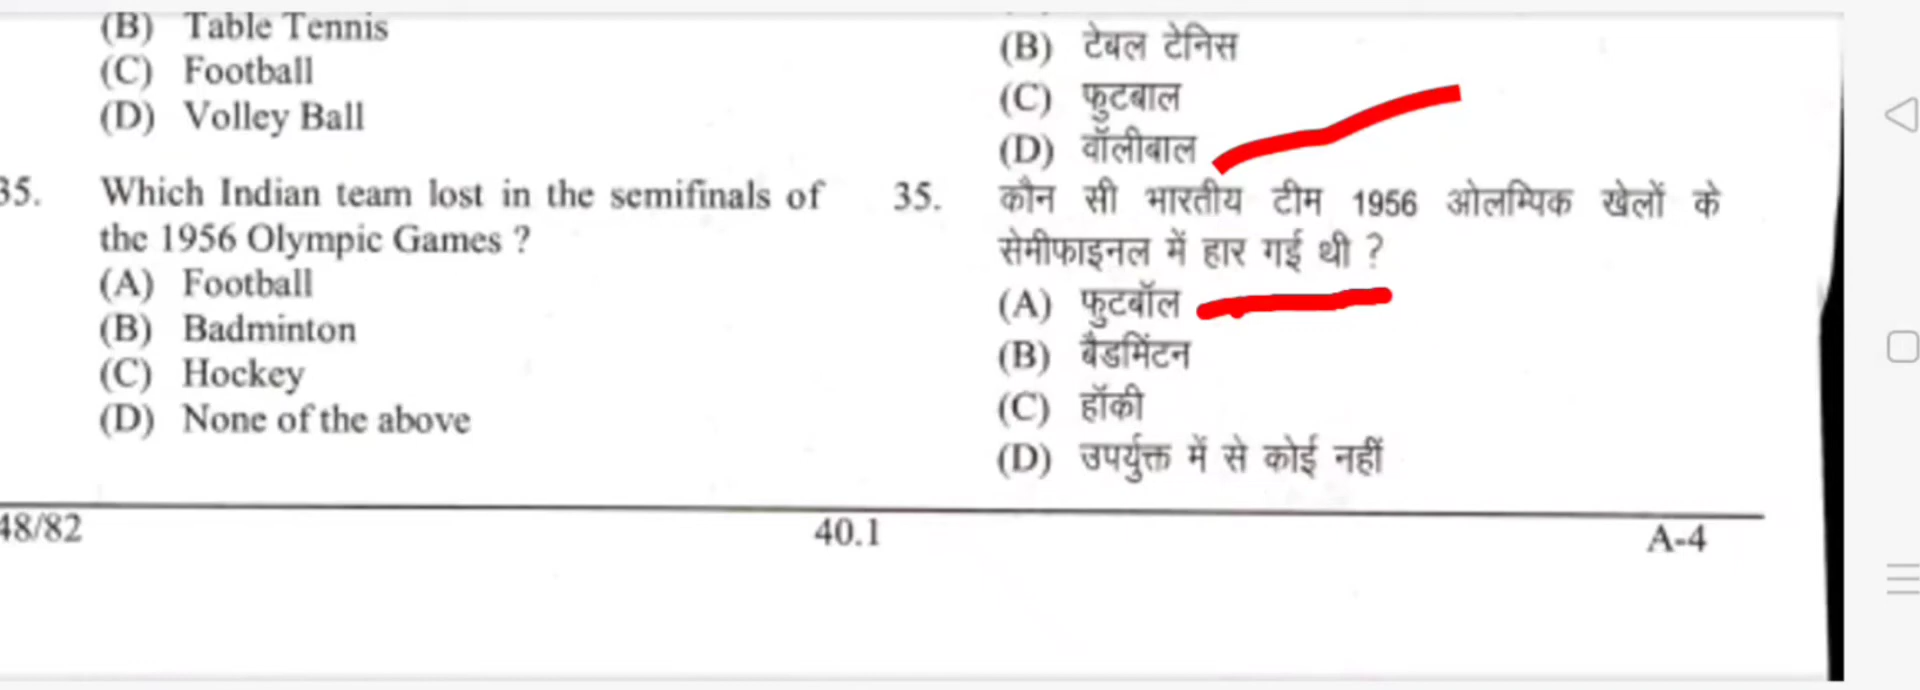 (B) Table Tennis
(C) Football
(D) Volley Ball
35. Which Indian team lost in the semifinals of
the 1956 Olympic Games ?
(A) Football
(B) Badminton
(C) Hockey
(D) None of the above
(B) टेबल टेनिस
(C) फुटबाल
(D) वॉलीबाल
35. कौन सी भारतीय टीम 1956 ओलम्पिक खेलों के
सेमीफाइनल में हार गई थी ?
(A) फुटबॉल
(B) बैडमिंटन
(C) हॉकी
(D) उपर्युक्त में से कोई नहीं
48/82 40.1 A-4